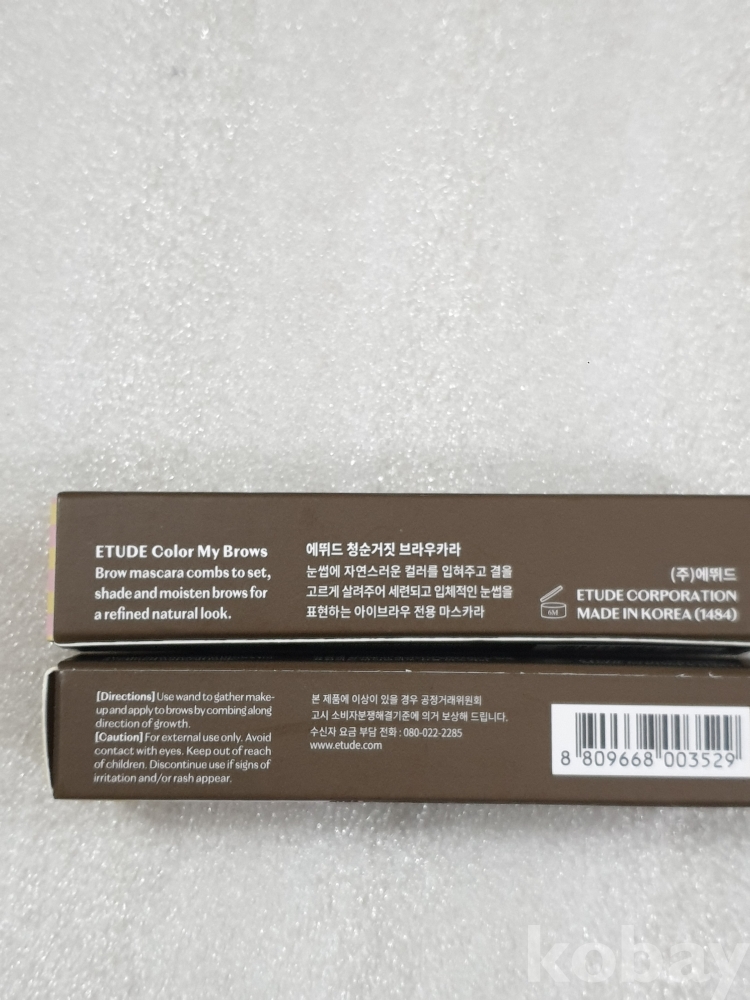 ETUDE Color My Brows
Brow mascara combs to set,
shade and moisten brows for
a refined natural look.
에뛰드 청순거짓 브라우카라
눈썹에 자연스러운 컬러를 입혀주고 결을
고르게 살려주어 세련되고 입체적인 눈썹을
표현하는 아이브라우 전용 마스카라
6M
(주)에뛰드
ETUDE CORPORATION
MADE IN KOREA (1484)
[Directions] Use wand to gather make-
up and apply to brows by combing along
direction of growth.
[Caution] For external use only. Avoid
contact with eyes. Keep out of reach
of children. Discontinue use if signs of
irritation and/or rash appear.
본 제품에 이상이 있을 경우 공정거래위원회
고시 소비자분쟁해결기준에 의거 보상해 드립니다.
수신자 요금 부담 전화 : 080-022-2285
www.etude.com
8 809668 003529
kobay